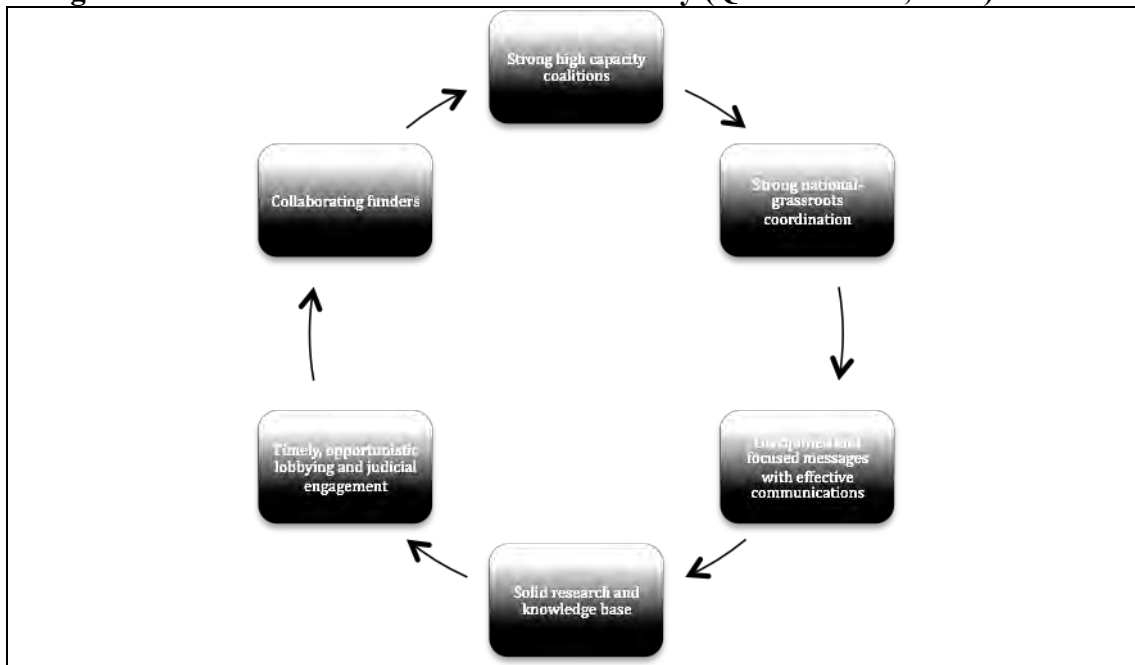 Strong high capacity
coalitions
Strong national-
grassroots
coordination
focused messages
with effective
communications
Solid research and
knowledge base
Timely, opportunistic
lobbying and judicial
engagement
Collaborating funders